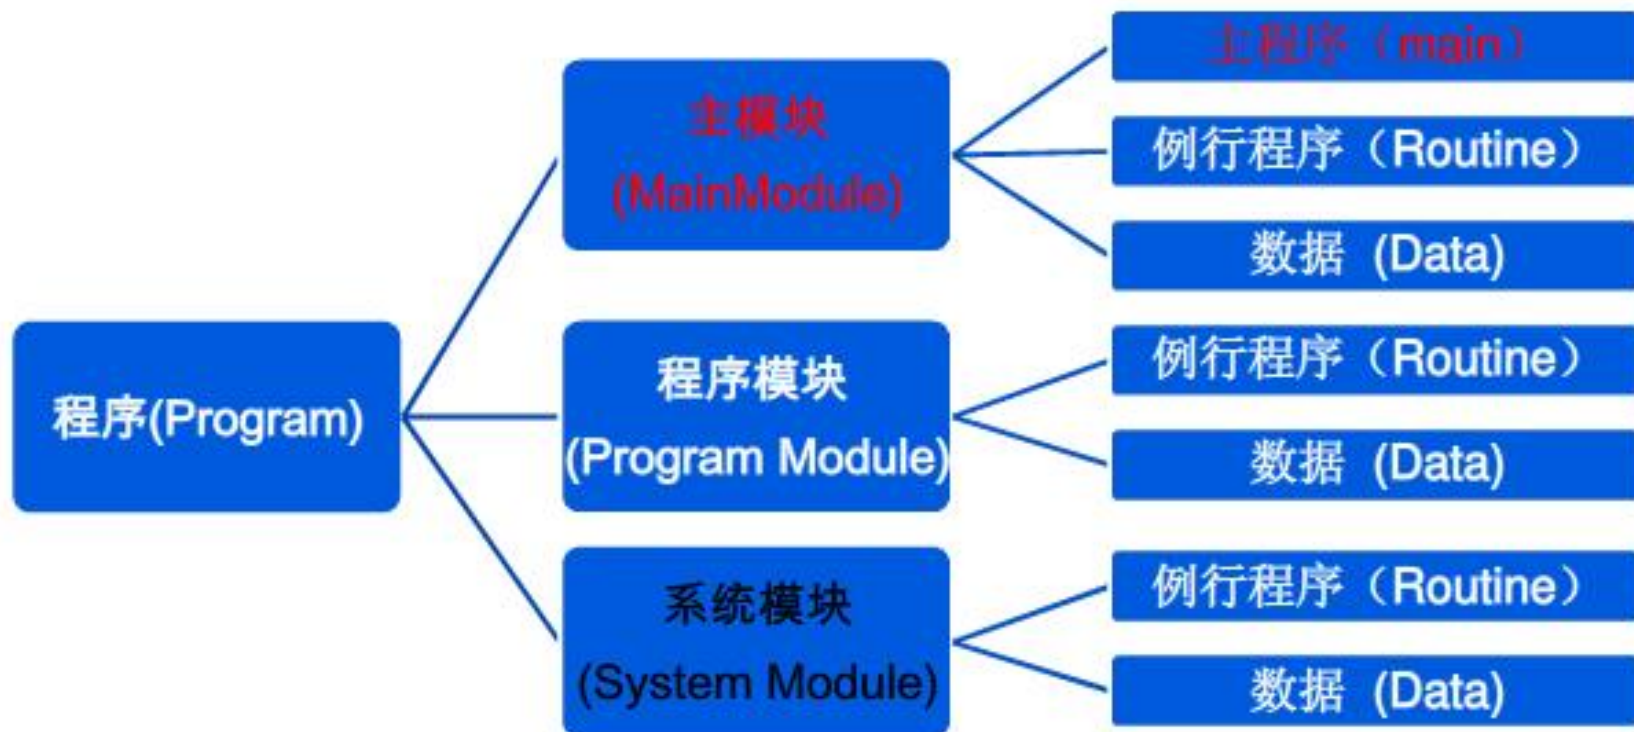 程序(Program)
主模块
(MainModule)
主程序（main）
例行程序（Routine）
数据 (Data)
程序模块
(Program Module)
例行程序（Routine）
数据 (Data)
系统模块
(System Module)
例行程序（Routine）
数据 (Data)